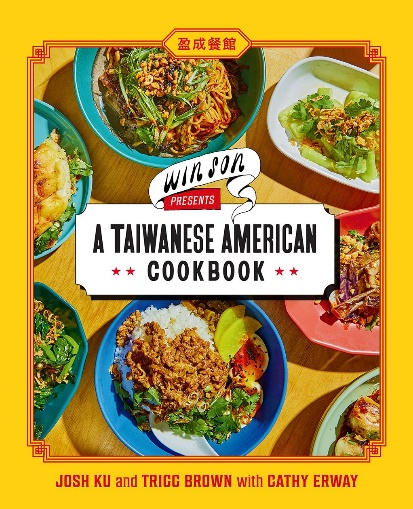 盈成餐館
WIN SON
PRESENTS
A TAIWANESE AMERICAN
COOKBOOK
JOSH KU and TRIGG BROWN with CATHY ERWAY